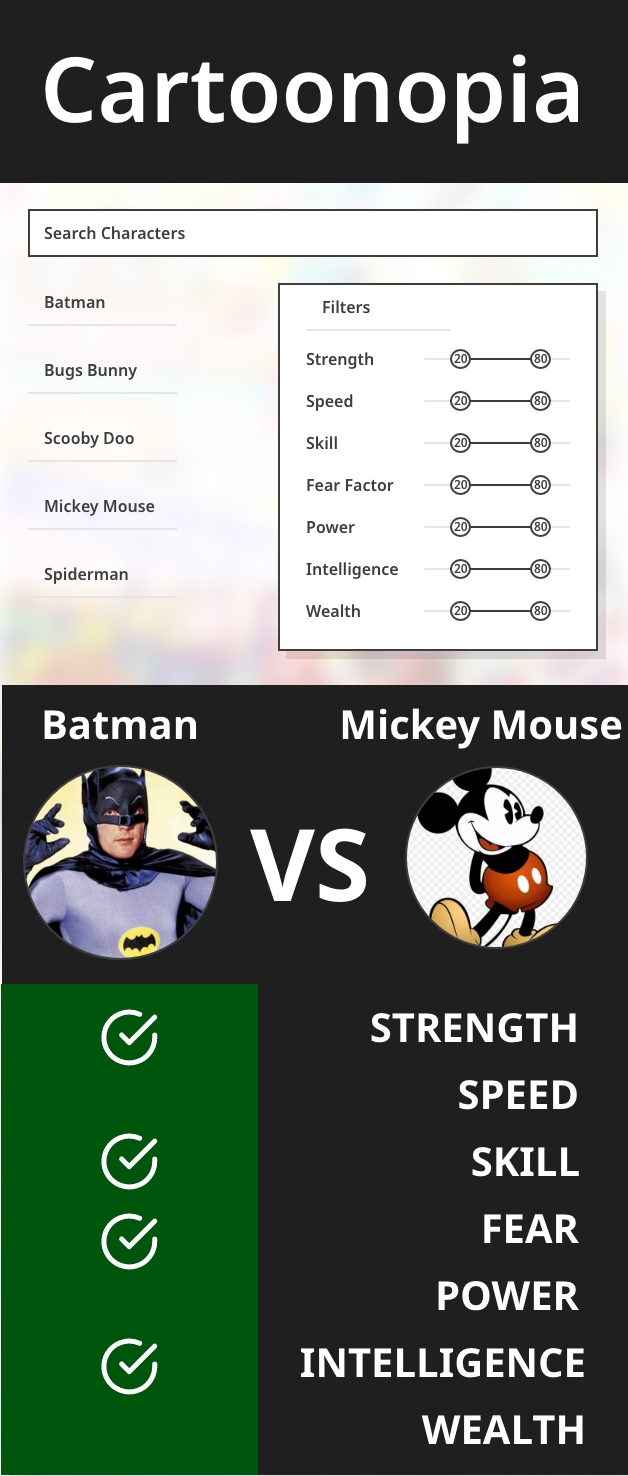 Cartoonopia
Search Characters
Batman
Bugs Bunny
Scooby Doo
Mickey Mouse
Spiderman
Filters
Strength 20 80
Speed 20 80
Skill 20 80
Fear Factor 20 80
Power 20 80
Intelligence 20 80
Wealth 20 80
Batman
Mickey Mouse
VS
STRENGTH
SPEED
SKILL
FEAR
POWER
INTELLIGENCE
WEALTH